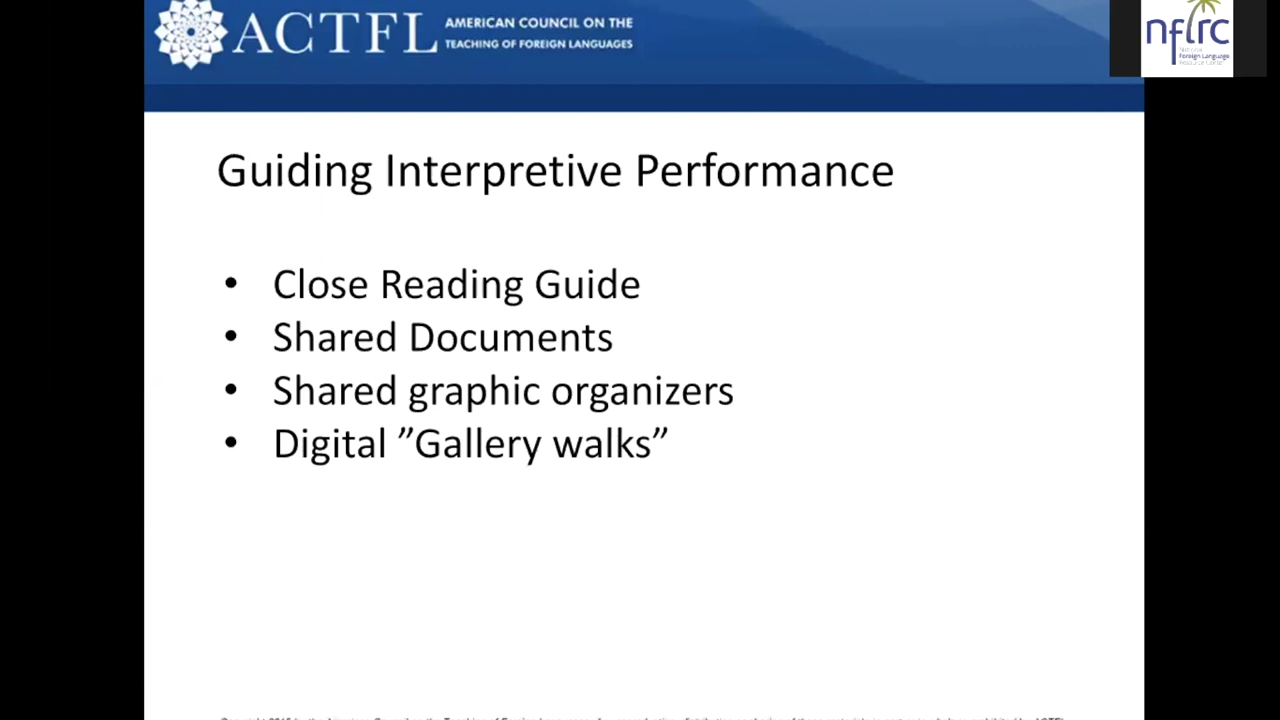 ACTFL
AMERICAN COUNCIL ON THE
TEACHING OF FOREIGN LANGUAGES
nflrc
National
Foreign Language
Resource Center
Guiding Interpretive Performance
• Close Reading Guide
• Shared Documents
• Shared graphic organizers
• Digital ”Gallery walks”